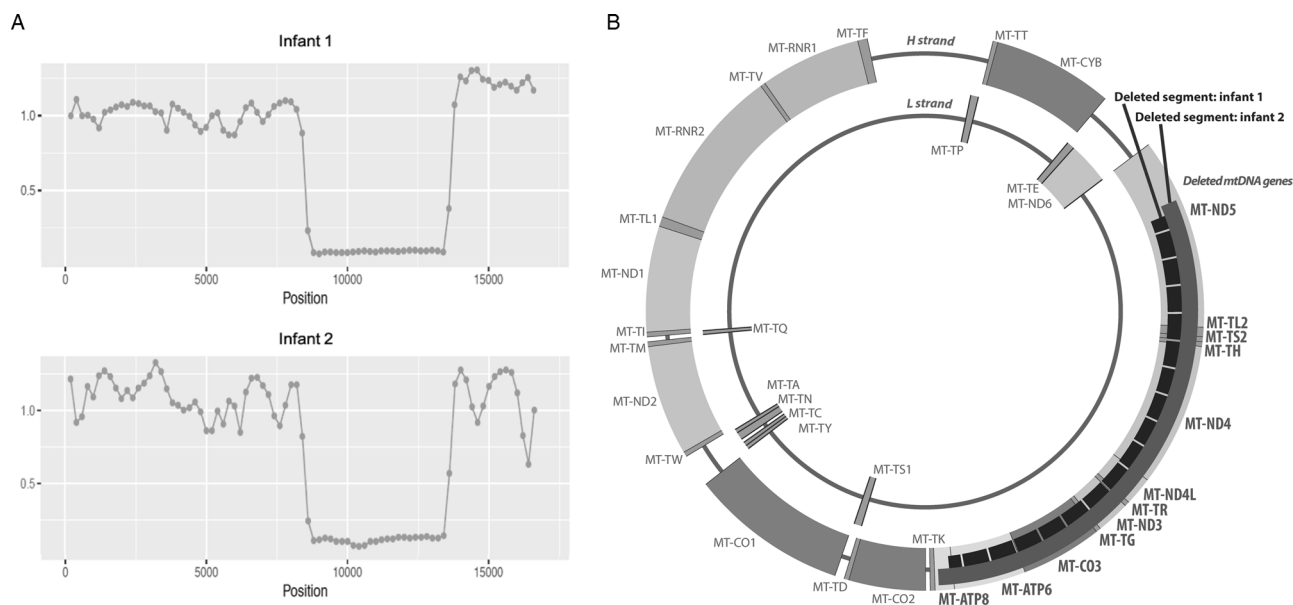 A
Infant 1
1.0
0.5
0
5000
10000
15000
Position
Infant 2
1.0
0.5
0
5000
10000
15000
Position
B
H strand
L strand
MT-TF
MT-RNR1
MT-TV
MT-RNR2
MT-TL1
MT-ND1
MT-TI
MT-TM
MT-ND2
MT-TW
MT-CO1
MT-TD
MT-CO2
MT-TK
MT-TT
MT-CYB
MT-TP
MT-TE
MT-ND6
MT-TQ
MT-TA
MT-TN
MT-TC
MT-TY
MT-TS1
Deleted segment: infant 1
Deleted segment: infant 2
Deleted mtDNA genes
MT-ND5
MT-TL2
MT-TS2
MT-TH
MT-ND4
MT-ND4L
MT-TR
MT-ND3
MT-TG
MT-CO3
MT-ATP6
MT-ATP8